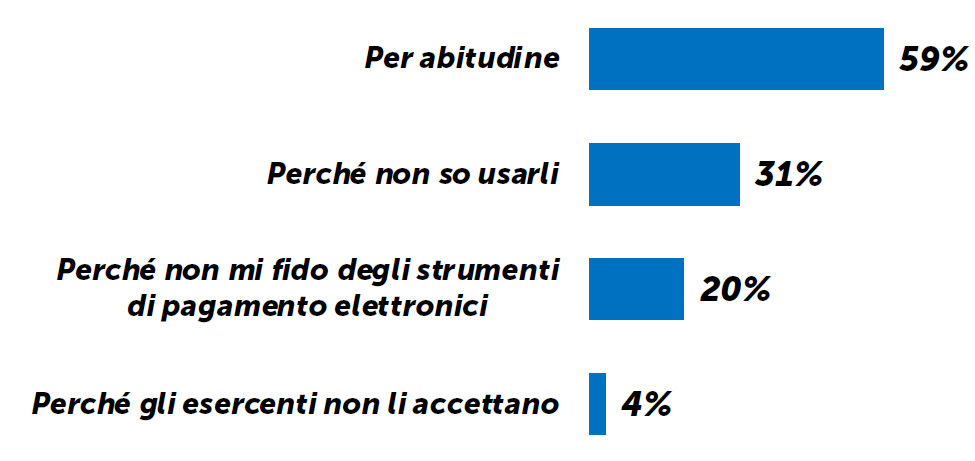 Per abitudine
59%
Perché non so usarli
31%
Perché non mi fido degli strumenti
di pagamento elettronici
20%
Perché gli esercenti non li accettano
4%